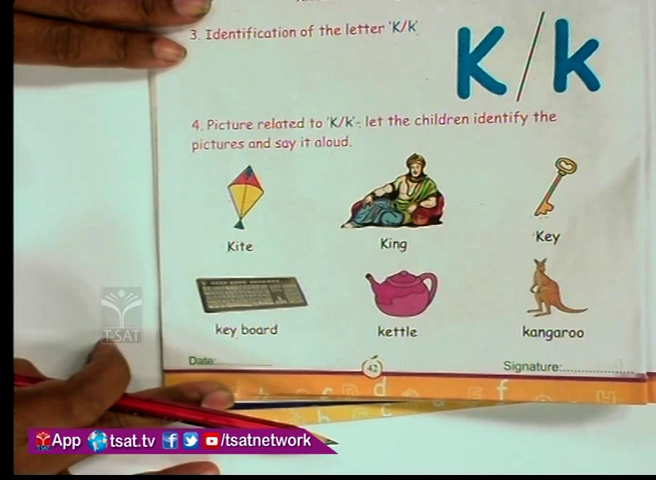 3. Identification of the letter 'K/k'
K/k
4. Picture related to 'K/k'- let the children identify the
pictures and say it aloud.
Kite
King
'Key
key board
kettle
kangaroo
T-SAT
Date:
42
Signature:
App tsat.tv /tsatnetwork